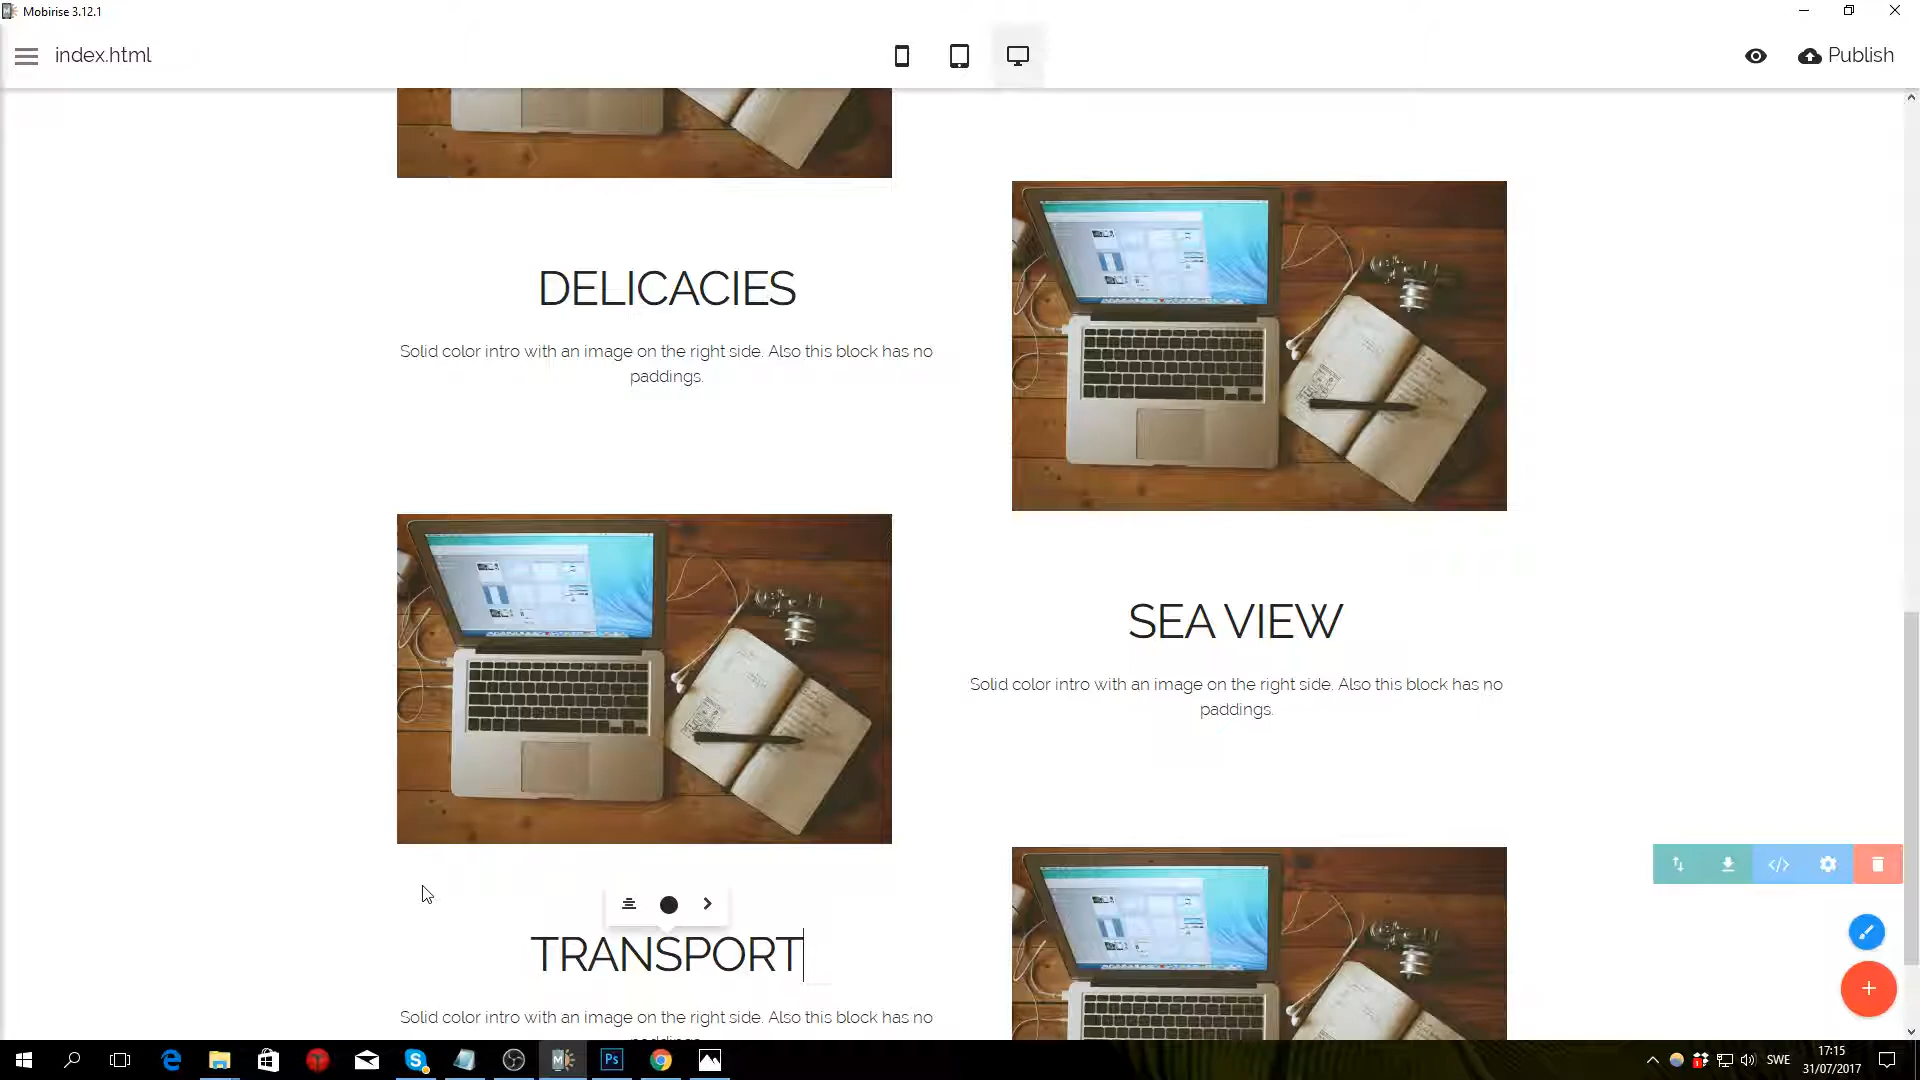 Mobirise 3.12.1
index.html
Publish
DELICACIES
Solid color intro with an image on the right side. Also this block has no
paddings.
SEA VIEW
Solid color intro with an image on the right side. Also this block has no
paddings.
TRANSPORT
Solid color intro with an image on the right side. Also this block has no
SWE
17:15
31/07/2017